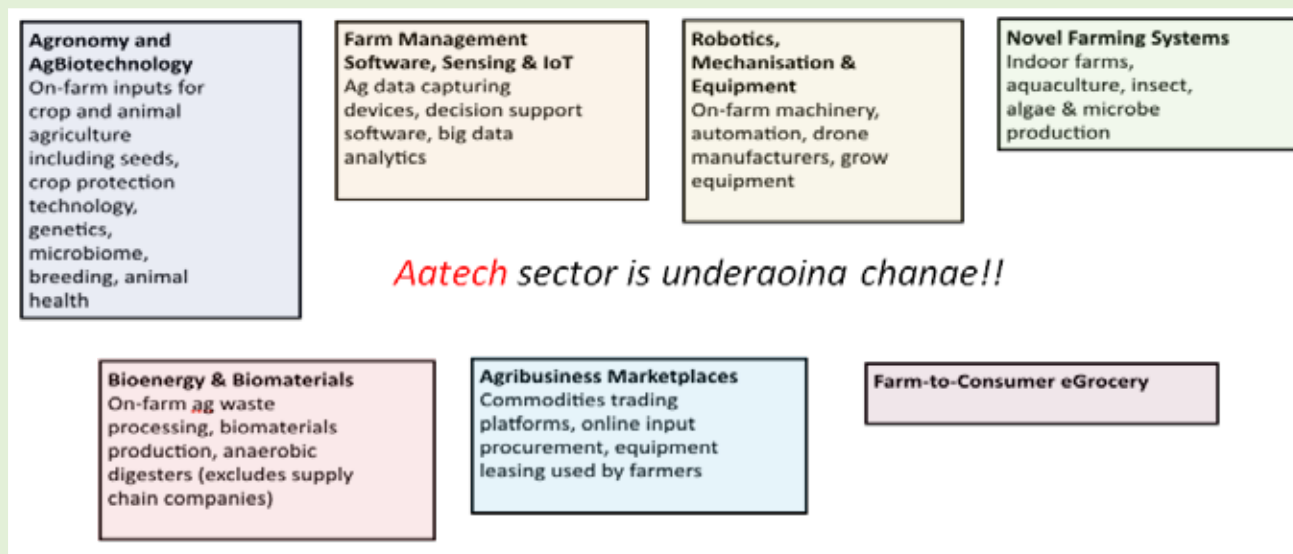 Agronomy and
AgBiotechnology
On-farm inputs for
crop and animal
agriculture
including seeds,
crop protection
technology,
genetics,
microbiome,
breeding, animal
health
Farm Management
Software, Sensing & IoT
Ag data capturing
devices, decision support
software, big data
analytics
Robotics,
Mechanisation &
Equipment
On-farm machinery,
automation, drone
manufacturers, grow
equipment
Novel Farming Systems
Indoor farms,
aquaculture, insect,
algae & microbe
production
Agtech sector is undergoing change!!
Bioenergy & Biomaterials
On-farm ag waste
processing, biomaterials
production, anaerobic
digesters (excludes supply
chain companies)
Agribusiness Marketplaces
Commodities trading
platforms, online input
procurement, equipment
leasing used by farmers
Farm-to-Consumer eGrocery